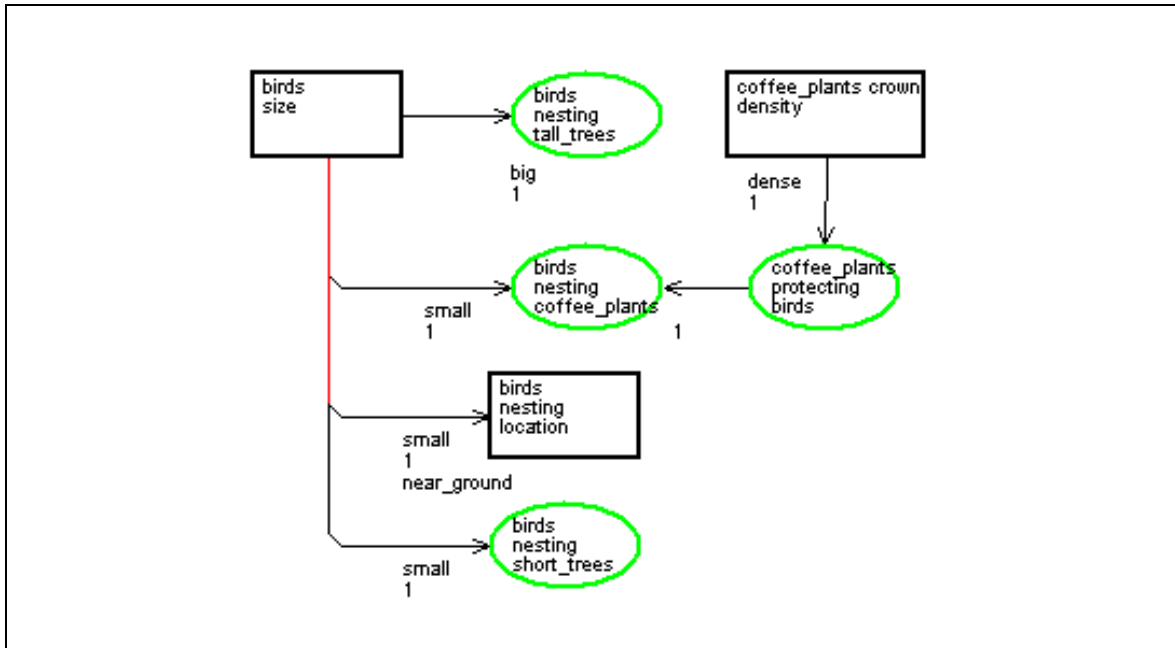 birds
size
birds
nesting
tall_trees
coffee_plants crown
density
big
1
dense
1
birds
nesting
coffee_plants
coffee_plants
protecting
birds
small
1
1
birds
nesting
location
small
1
near_ground
birds
nesting
short_trees
small
1